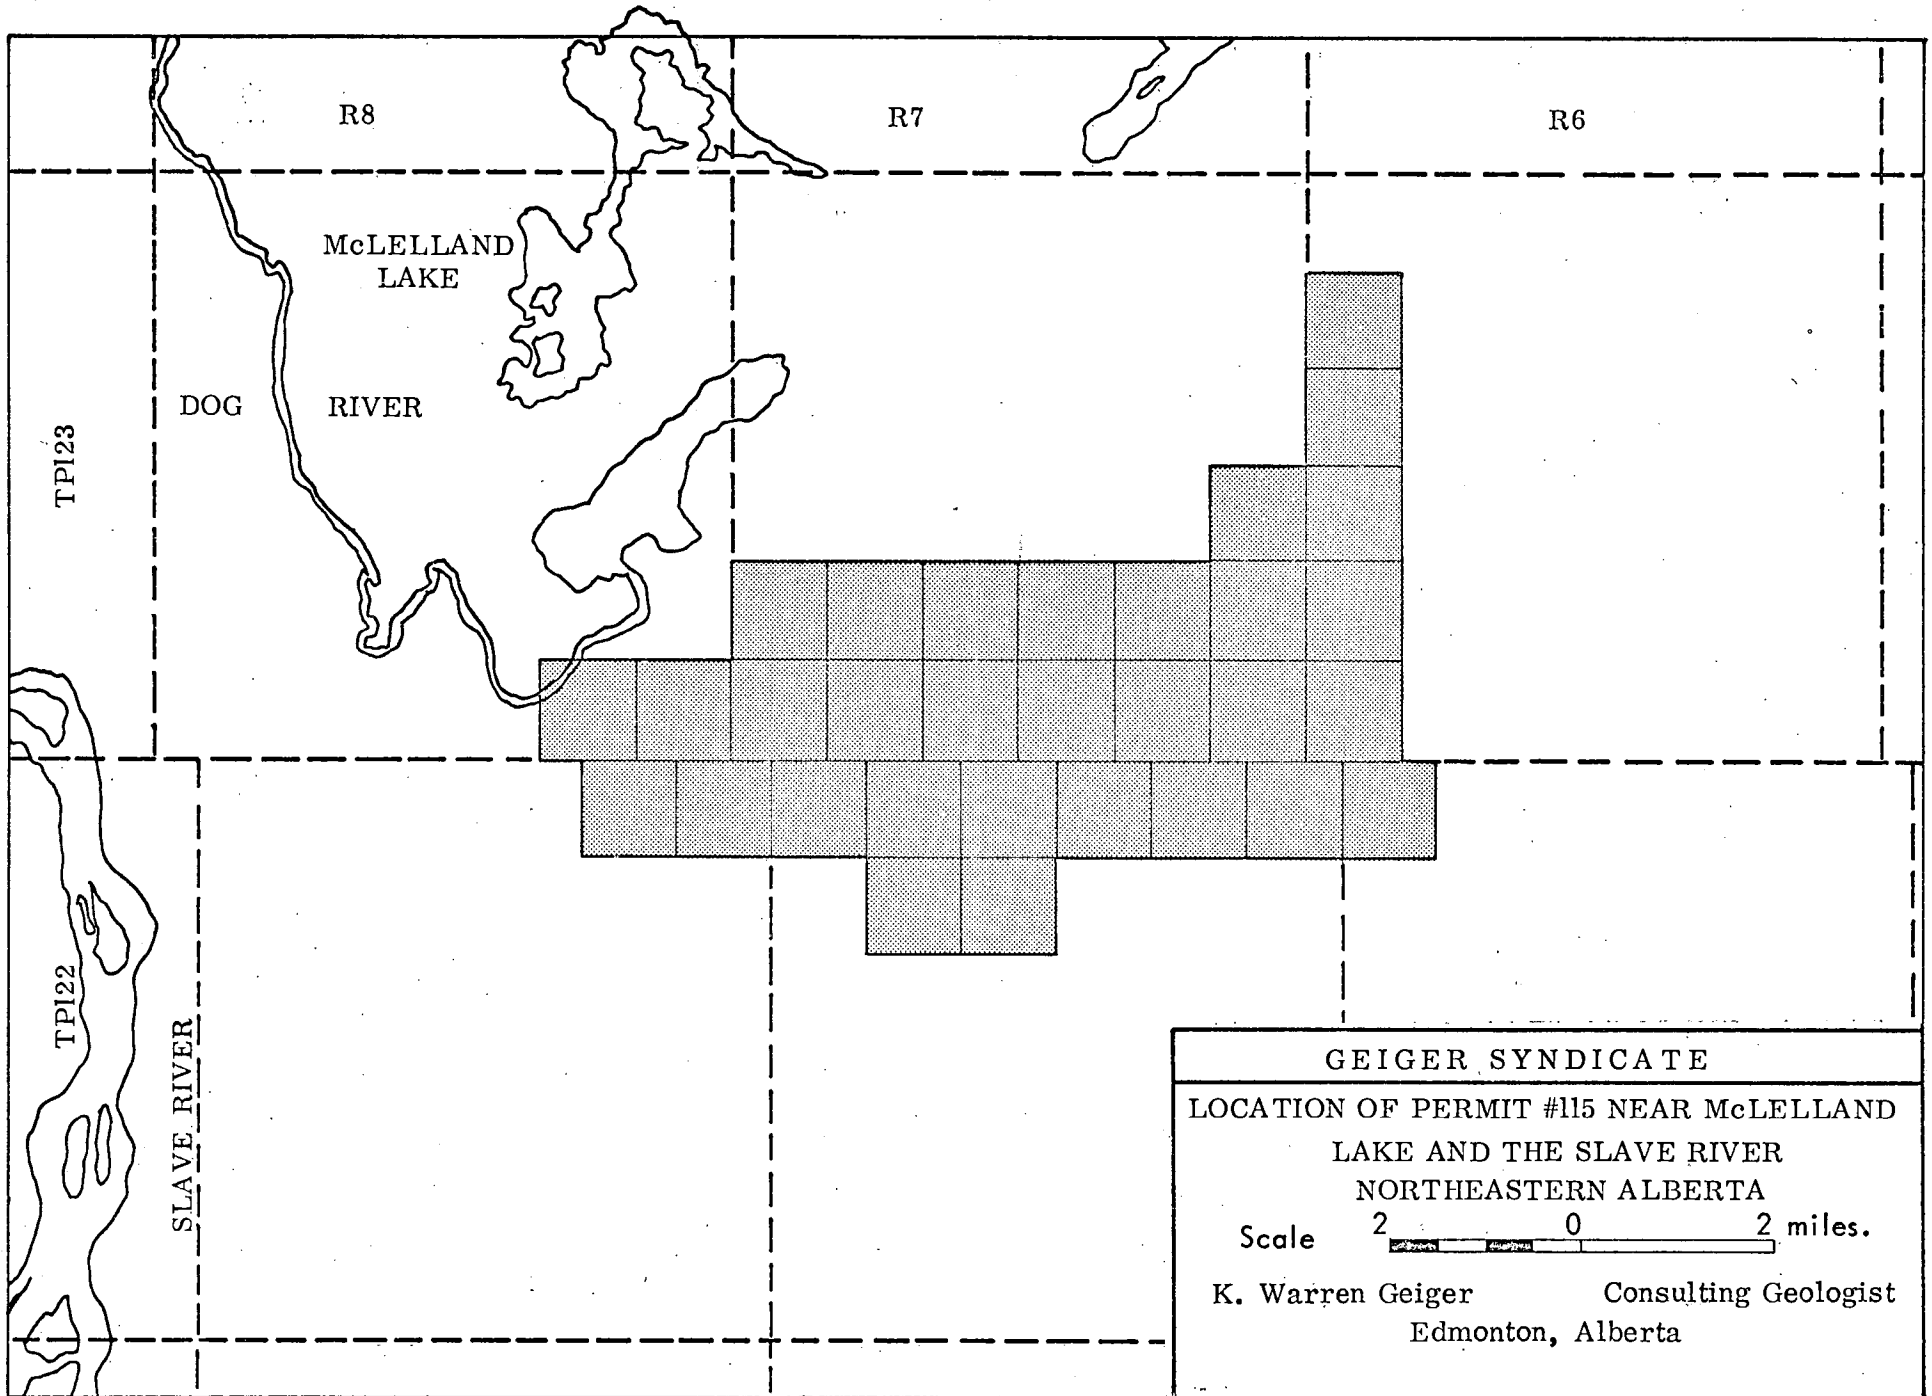 R8
R7
R6
McLELLAND
LAKE
DOG RIVER
TP123
TP122
SLAVE RIVER
GEIGER SYNDICATE
LOCATION OF PERMIT #115 NEAR McLELLAND
LAKE AND THE SLAVE RIVER
NORTHEASTERN ALBERTA
Scale 2 0 2 miles.
K. Warren Geiger Consulting Geologist
Edmonton, Alberta